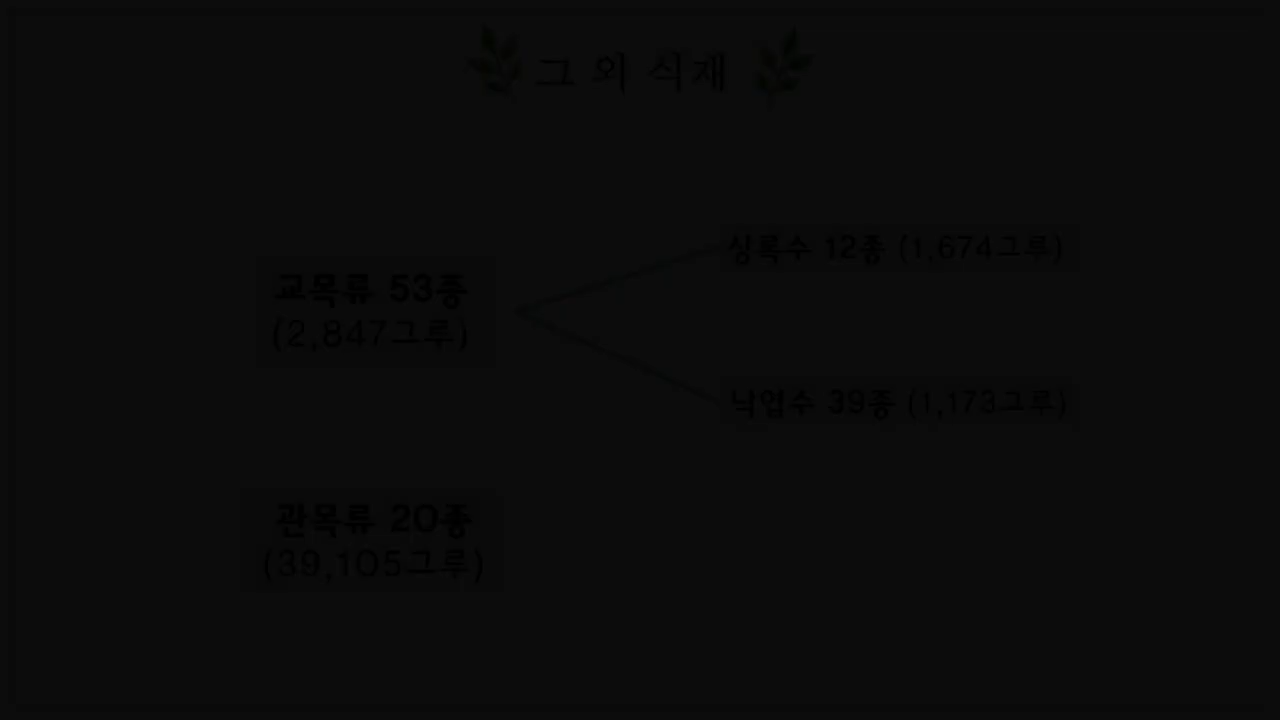 그 외 식재
교목류 53종
(2,847그루)
상록수 12종 (1,674그루)
낙엽수 39종 (1,173그루)
관목류 20종
(39,105그루)